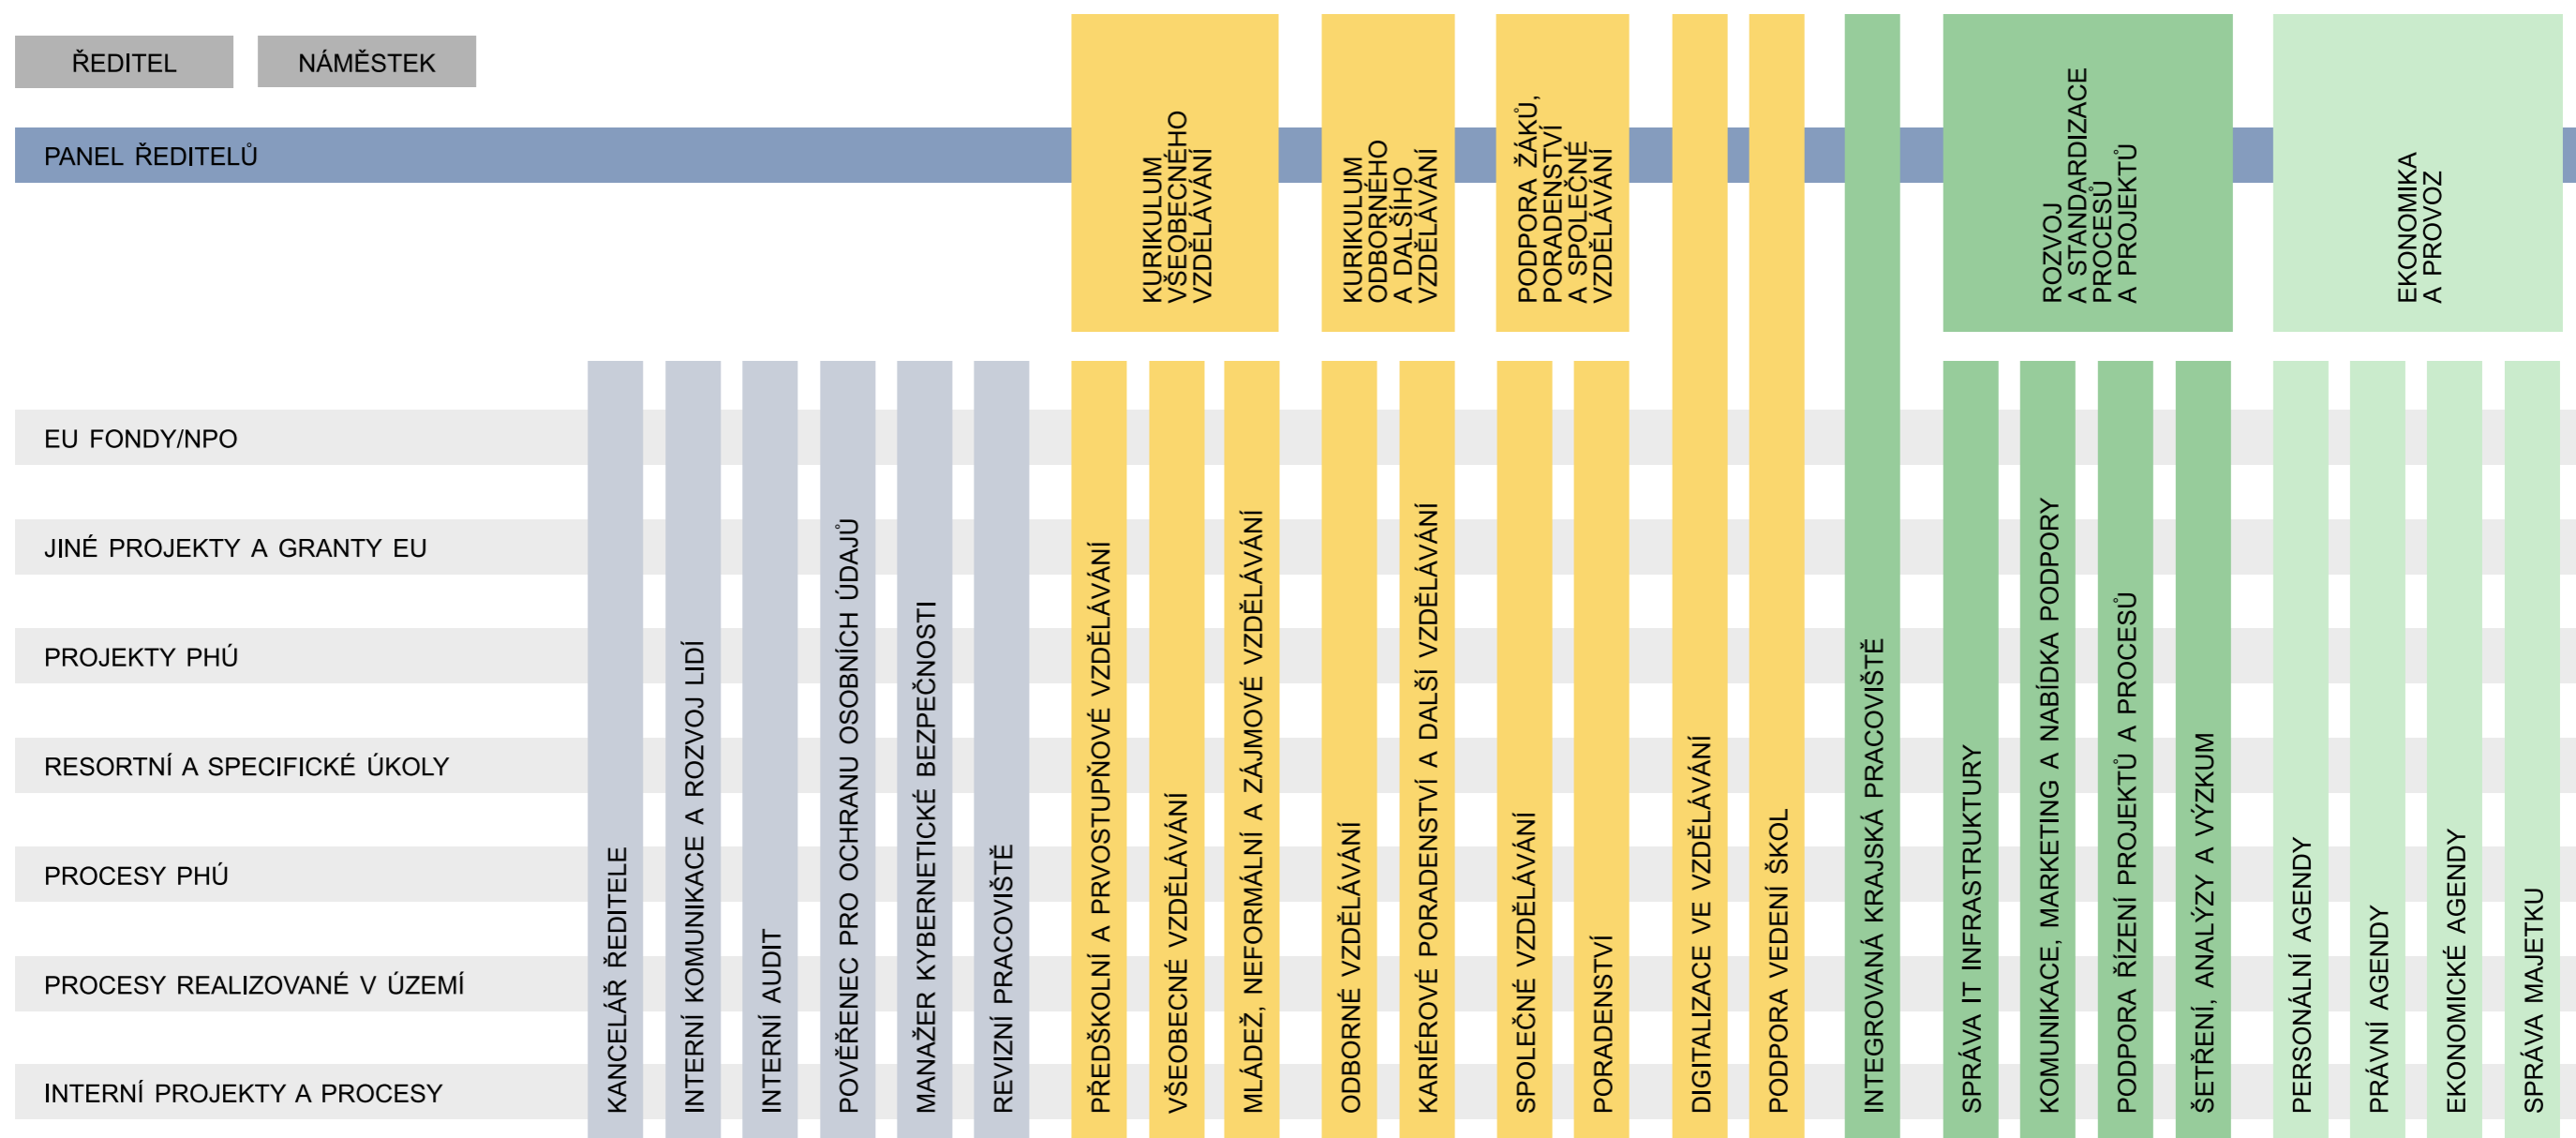 ŘEDITEL
NÁMĚSTEK
PANEL ŘEDITELŮ
KURIKULUM
VŠEOBECNÉHO
VZDĚLÁVÁNÍ
KURIKULUM
ODBORNÉHO
A DALŠÍHO
VZDĚLÁVÁNÍ
PODPORA ŽÁKŮ,
PORADENSTVÍ
A SPOLEČNÉ
VZDĚLÁVÁNÍ
ROZVOJ
A STANDARDIZACE
PROCESŮ
A PROJEKTŮ
EKONOMIKA
A PROVOZ
EU FONDY/NPO
JINÉ PROJEKTY A GRANTY EU
PROJEKTY PHÚ
RESORTNÍ A SPECIFICKÉ ÚKOLY
PROCESY PHÚ
PROCESY REALIZOVANÉ V ÚZEMÍ
INTERNÍ PROJEKTY A PROCESY
KANCELÁŘ ŘEDITELE
INTERNÍ KOMUNIKACE A ROZVOJ LIDÍ
INTERNÍ AUDIT
POVĚŘENEC PRO OCHRANU OSOBNÍCH ÚDAJŮ
MANAŽER KYBERNETICKÉ BEZPEČNOSTI
REVIZNÍ PRACOVIŠTĚ
PŘEDŠKOLNÍ A PRVOSTUPŇOVÉ VZDĚLÁVÁNÍ
VŠEOBECNÉ VZDĚLÁVÁNÍ
MLÁDEŽ, NEFORMÁLNÍ A ZÁJMOVÉ VZDĚLÁVÁNÍ
ODBORNÉ VZDĚLÁVÁNÍ
KARIÉROVÉ PORADENSTVÍ A DALŠÍ VZDĚLÁVÁNÍ
SPOLEČNÉ VZDĚLÁVÁNÍ
PORADENSTVÍ
DIGITALIZACE VE VZDĚLÁVÁNÍ
PODPORA VEDENÍ ŠKOL
INTEGROVANÁ KRAJSKÁ PRACOVIŠTĚ
SPRÁVA IT INFRASTRUKTURY
KOMUNIKACE, MARKETING A NABÍDKA PODPORY
PODPORA ŘÍZENÍ PROJEKTŮ A PROCESŮ
ŠETŘENÍ, ANALÝZY A VÝZKUM
PERSONÁLNÍ AGENDY
PRÁVNÍ AGENDY
EKONOMICKÉ AGENDY
SPRÁVA MAJETKU